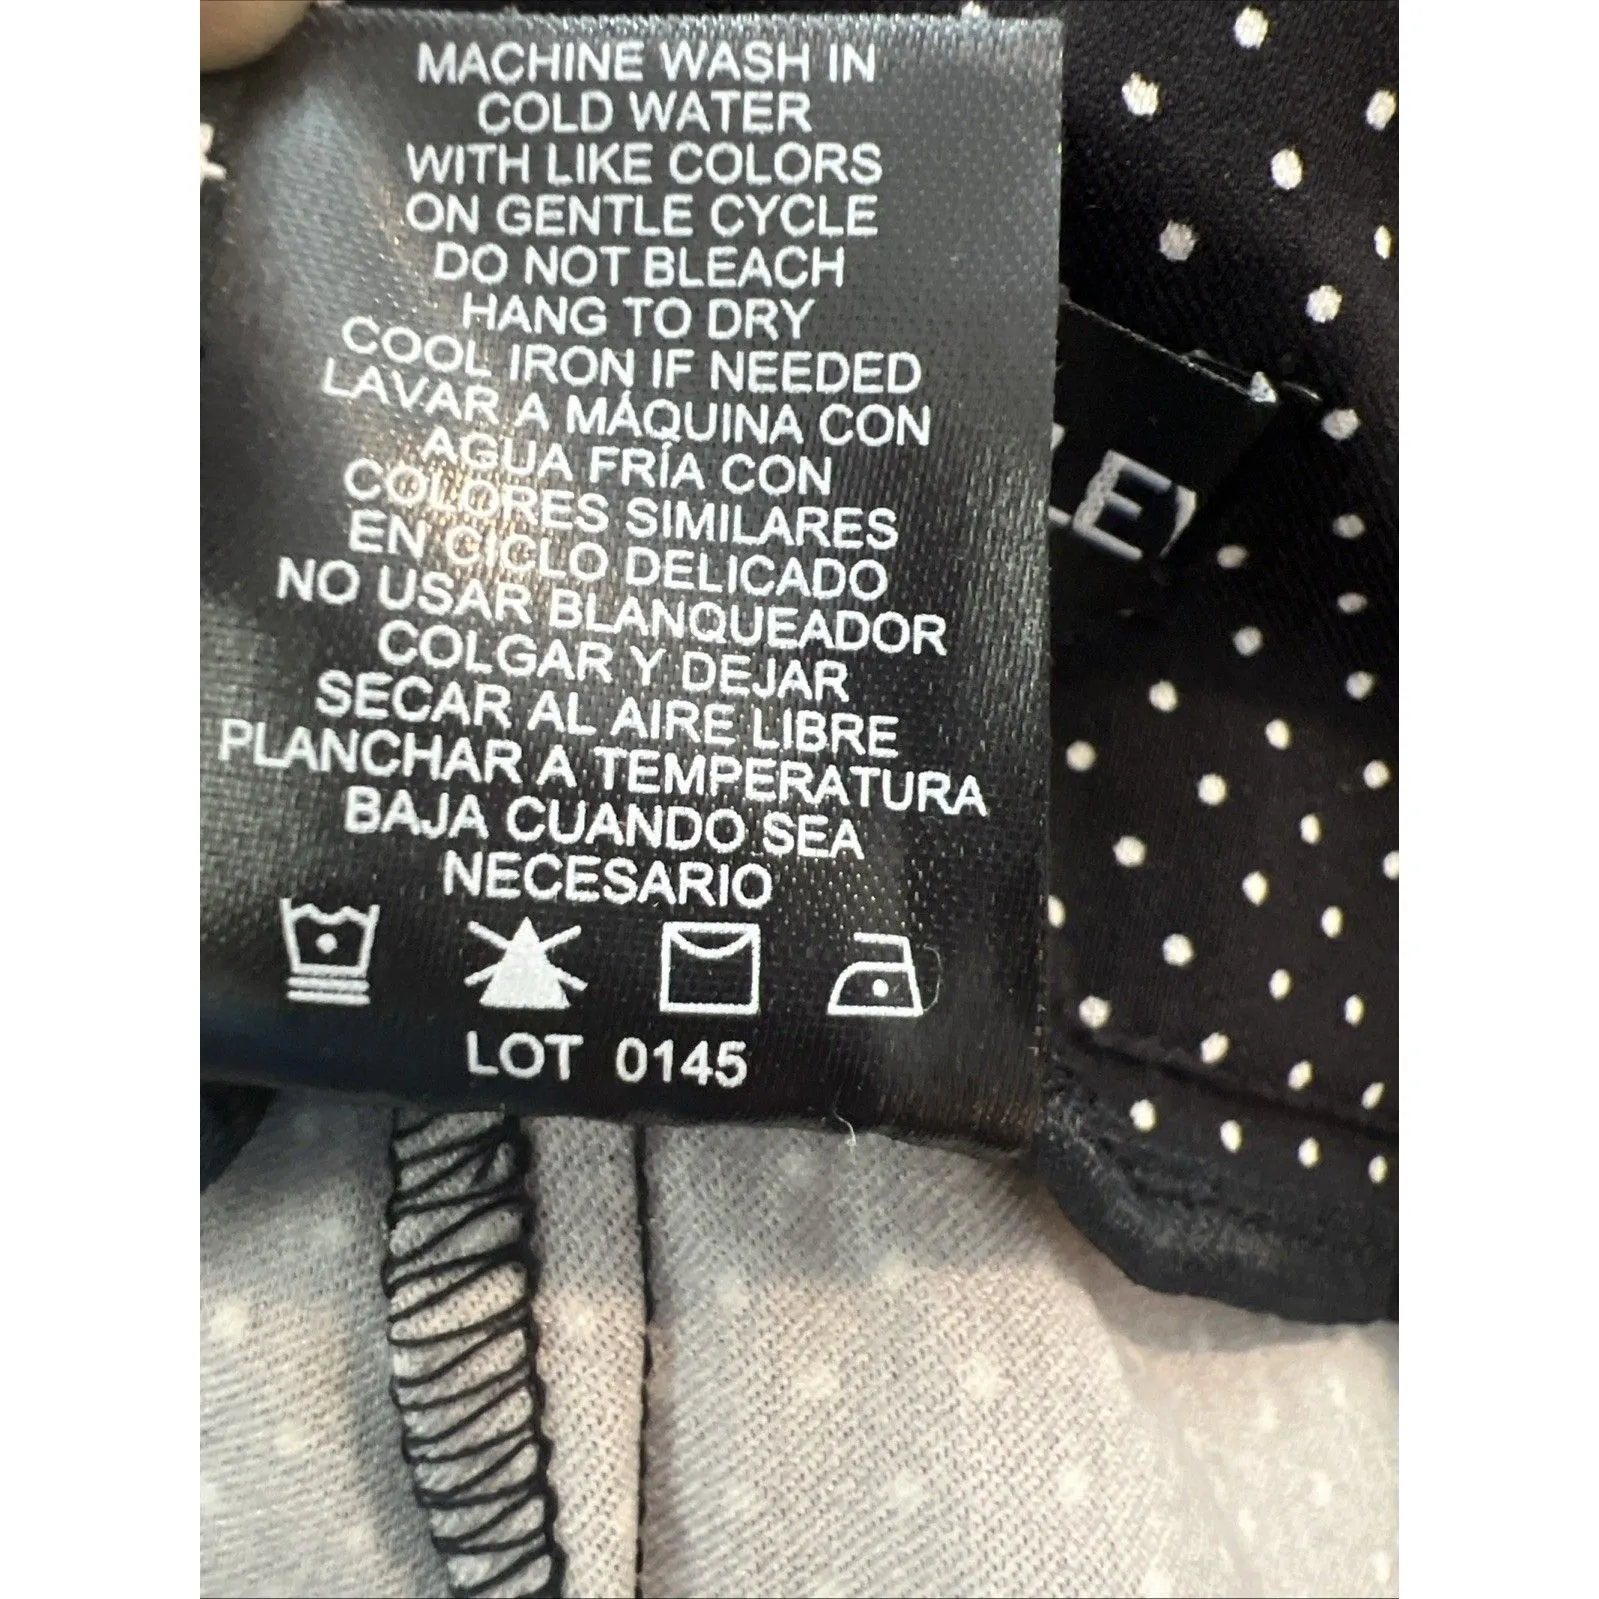 MACHINE WASH IN
COLD WATER
WITH LIKE COLORS
ON GENTLE CYCLE
DO NOT BLEACH
HANG TO DRY
COOL IRON IF NEEDED
LAVAR A MÁQUINA CON
AGUA FRÍA CON
COLORES SIMILARES
EN CICLO DELICADO
NO USAR BLANQUEADOR
COLGAR Y DEJAR
SECAR AL AIRE LIBRE
PLANCHAR A TEMPERATURA
BAJA CUANDO SEA
NECESARIO
LOT 0145